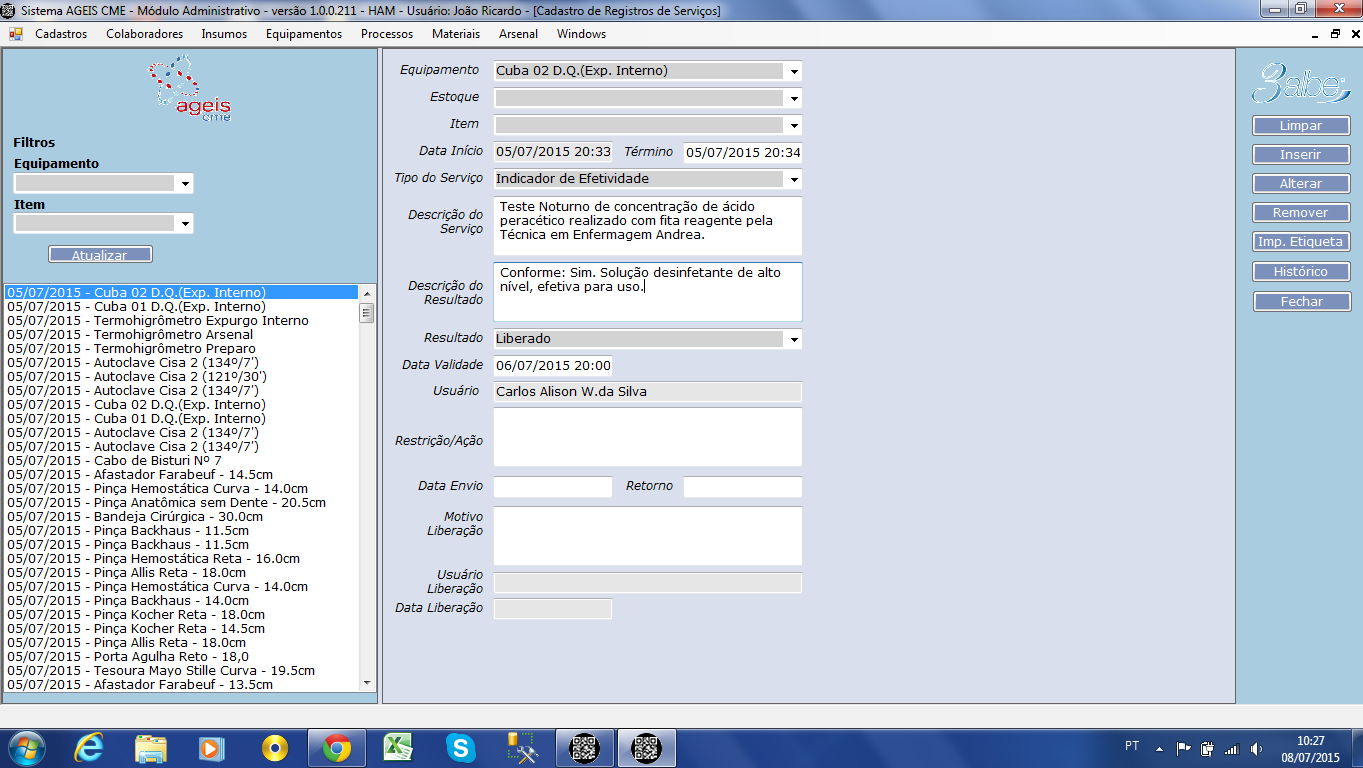 Sistema AGEIS CME - Módulo Administrativo - versão 1.0.0.211 - HAM - Usuário: João Ricardo - [Cadastro de Registros de Serviços]
Cadastros Colaboradores Insumos Equipamentos Processos Materiais Arsenal Windows
ageis
cme
Filtros
Equipamento
Item
Atualizar
05/07/2015 - Cuba 02 D.Q.(Exp. Interno)
05/07/2015 - Cuba 01 D.Q.(Exp. Interno)
05/07/2015 - Termohigrômetro Expurgo Interno
05/07/2015 - Termohigrômetro Arsenal
05/07/2015 - Termohigrômetro Preparo
05/07/2015 - Autoclave Cisa 2 (134º/7')
05/07/2015 - Autoclave Cisa 2 (121º/30')
05/07/2015 - Autoclave Cisa 2 (134º/7')
05/07/2015 - Cuba 02 D.Q.(Exp. Interno)
05/07/2015 - Cuba 01 D.Q.(Exp. Interno)
05/07/2015 - Autoclave Cisa 2 (134º/7')
05/07/2015 - Autoclave Cisa 2 (134º/7')
05/07/2015 - Cabo de Bisturi Nº 7
05/07/2015 - Afastador Farabeuf - 14.5cm
05/07/2015 - Pinça Hemostática Curva - 14.0cm
05/07/2015 - Pinça Anatômica sem Dente - 20.5cm
05/07/2015 - Bandeja Cirúrgica - 30.0cm
05/07/2015 - Pinça Backhaus - 11.5cm
05/07/2015 - Pinça Backhaus - 11.5cm
05/07/2015 - Pinça Hemostática Reta - 16.0cm
05/07/2015 - Pinça Allis Reta - 18.0cm
05/07/2015 - Pinça Hemostática Curva - 14.0cm
05/07/2015 - Pinça Backhaus - 14.0cm
05/07/2015 - Pinça Kocher Reta - 18.0cm
05/07/2015 - Pinça Kocher Reta - 14.5cm
05/07/2015 - Pinça Allis Reta - 18.0cm
05/07/2015 - Porta Agulha Reto - 18,0
05/07/2015 - Tesoura Mayo Stille Curva - 19.5cm
05/07/2015 - Afastador Farabeuf - 13.5cm
Equipamento Cuba 02 D.Q.(Exp. Interno)
Estoque
Item
Data Início 05/07/2015 20:33 Término 05/07/2015 20:34
Tipo do Serviço Indicador de Efetividade
Descrição do
Serviço
Teste Noturno de concentração de ácido
peracético realizado com fita reagente pela
Técnica em Enfermagem Andrea.
Descrição do
Resultado
Conforme: Sim. Solução desinfetante de alto
nível, efetiva para uso.
Resultado Liberado
Data Validade 06/07/2015 20:00
Usuário Carlos Alison W.da Silva
Restrição/Ação
Data Envio Retorno
Motivo
Liberação
Usuário
Liberação
Data Liberação
3albe
Limpar
Inserir
Alterar
Remover
Imp. Etiqueta
Histórico
Fechar
PT
10:27
08/07/2015